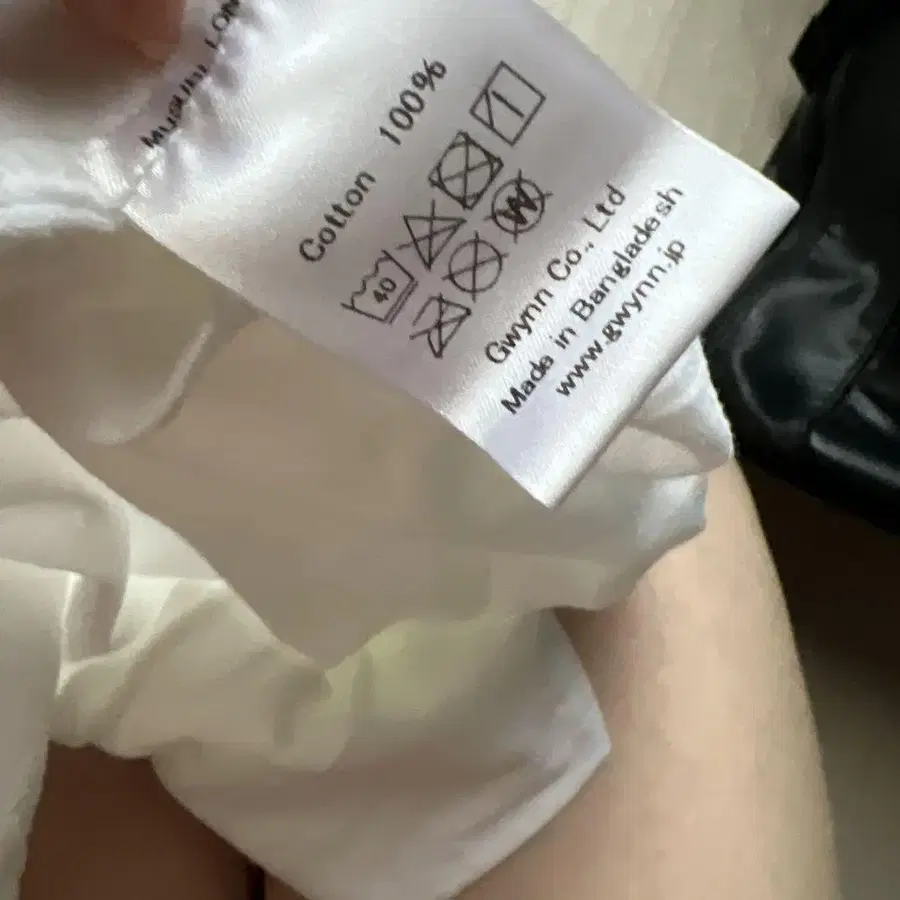 Cotton 100%
40
W
Gwynn Co., Ltd
Made in Bangladesh
www.gwynn.jp